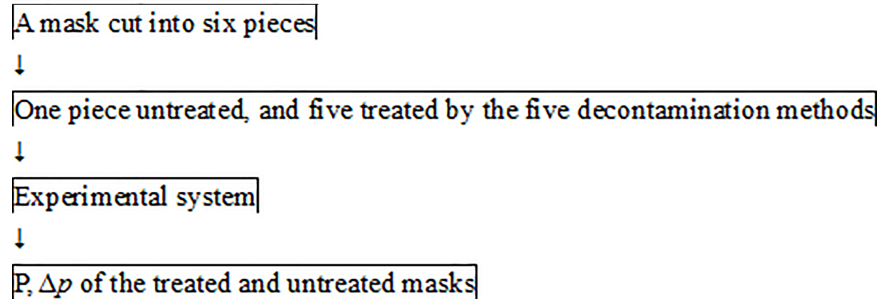 A mask cut into six pieces
↓
One piece untreated, and five treated by the five decontamination methods
↓
Experimental system
↓
P, Δp of the treated and untreated masks